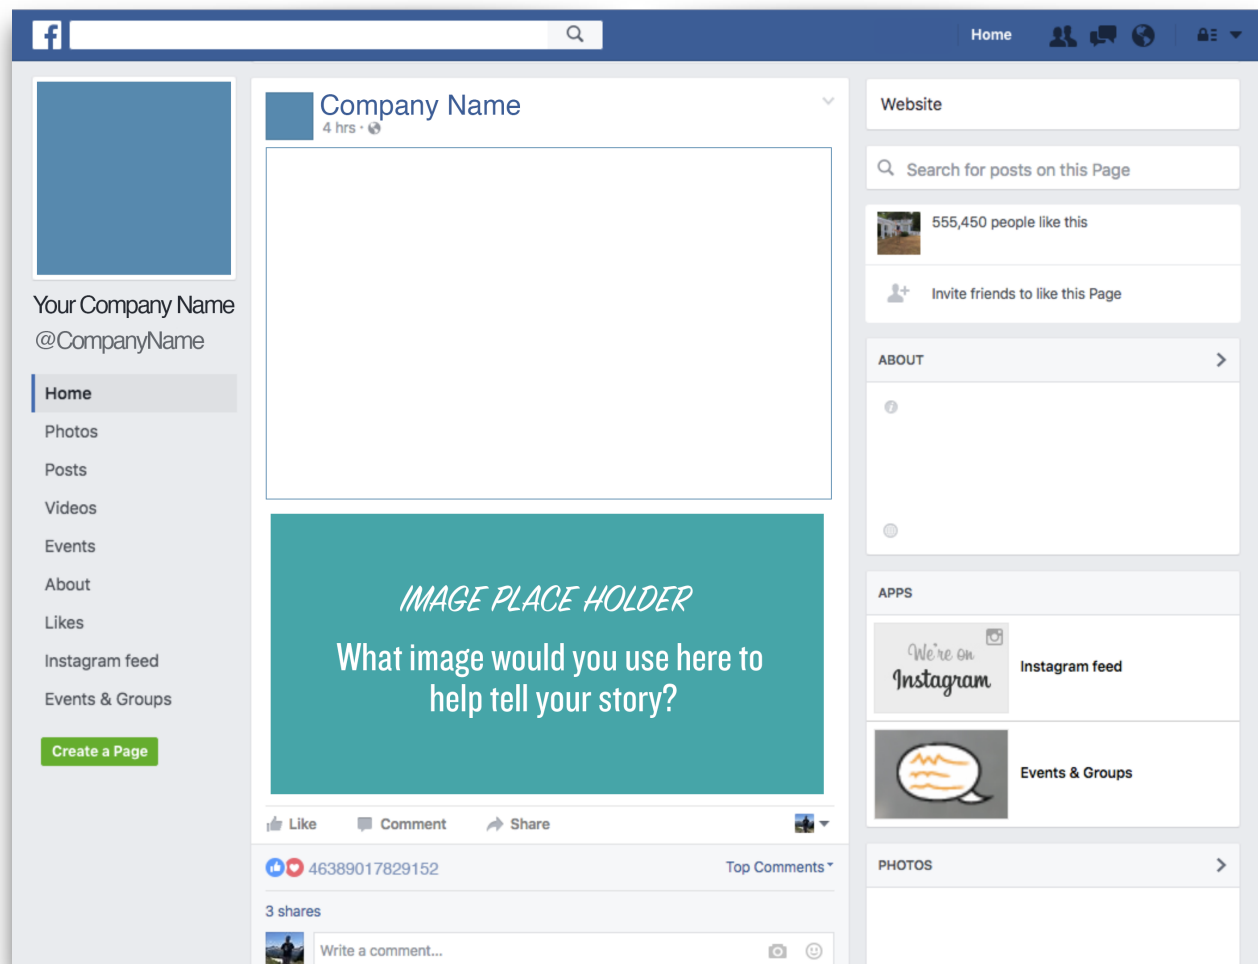 f
Home
Your Company Name
@CompanyName
Home
Photos
Posts
Videos
Events
About
Likes
Instagram feed
Events & Groups
Create a Page
Company Name
4 hrs ·
IMAGE PLACE HOLDER
What image would you use here to
help tell your story?
Like Comment Share
46389017829152 Top Comments
3 shares
Write a comment...
Website
Search for posts on this Page
555,450 people like this
Invite friends to like this Page
ABOUT
APPS
We're on
Instagram
Instagram feed
Events & Groups
PHOTOS